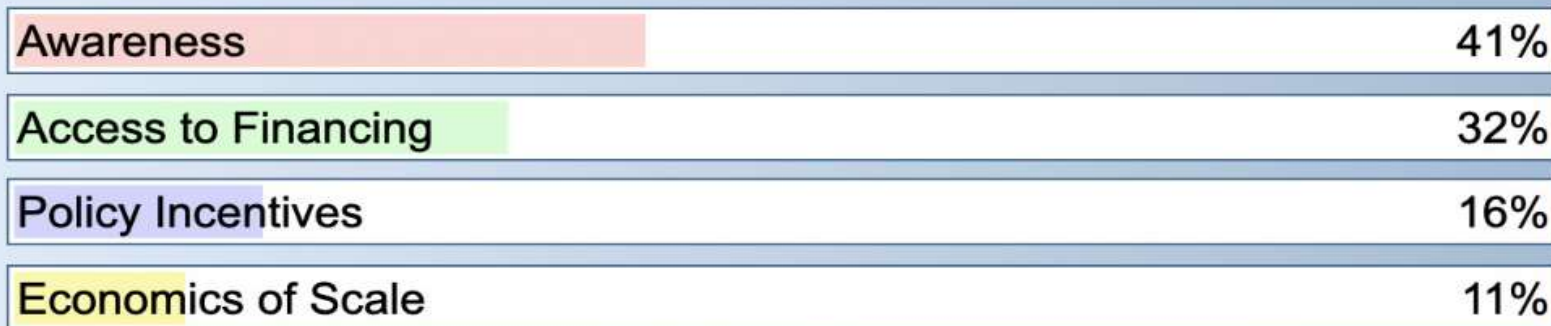 Awareness 41%
Access to Financing 32%
Policy Incentives 16%
Economics of Scale 11%